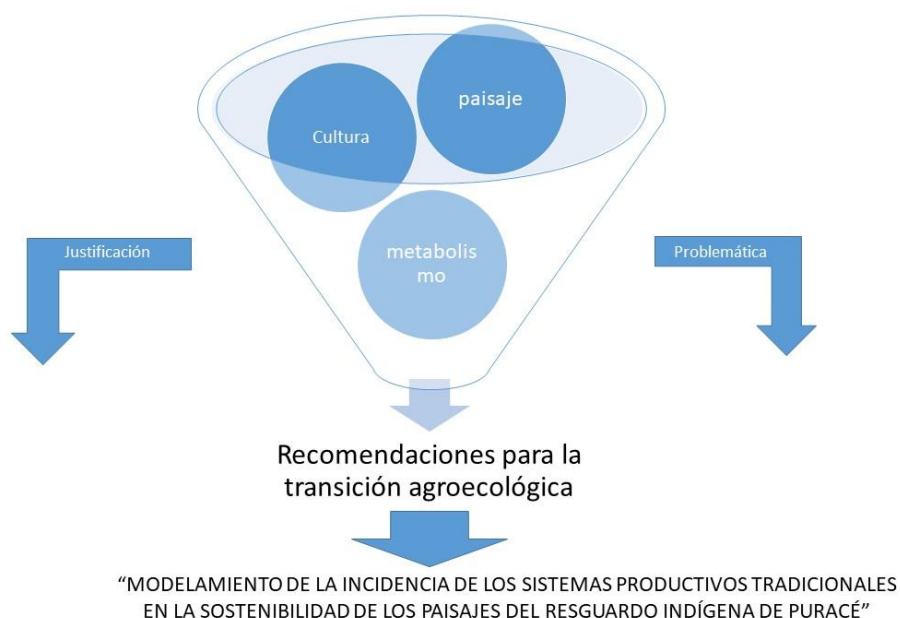 paisaje
Cultura
metabolis
mo
Justificación
Problemática
Recomendaciones para la
transición agroecológica
“MODELAMIENTO DE LA INCIDENCIA DE LOS SISTEMAS PRODUCTIVOS TRADICIONALES
EN LA SOSTENIBILIDAD DE LOS PAISAJES DEL RESGUARDO INDÍGENA DE PURACÉ”